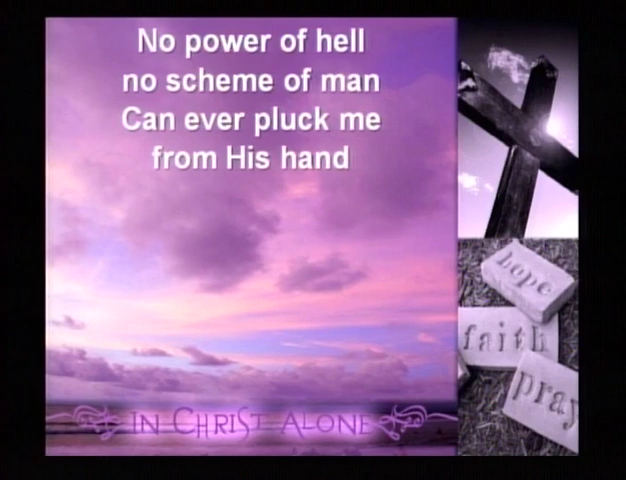 No power of hell
no scheme of man
Can ever pluck me
from His hand
IN CHRIST ALONE
hope
faith
pray